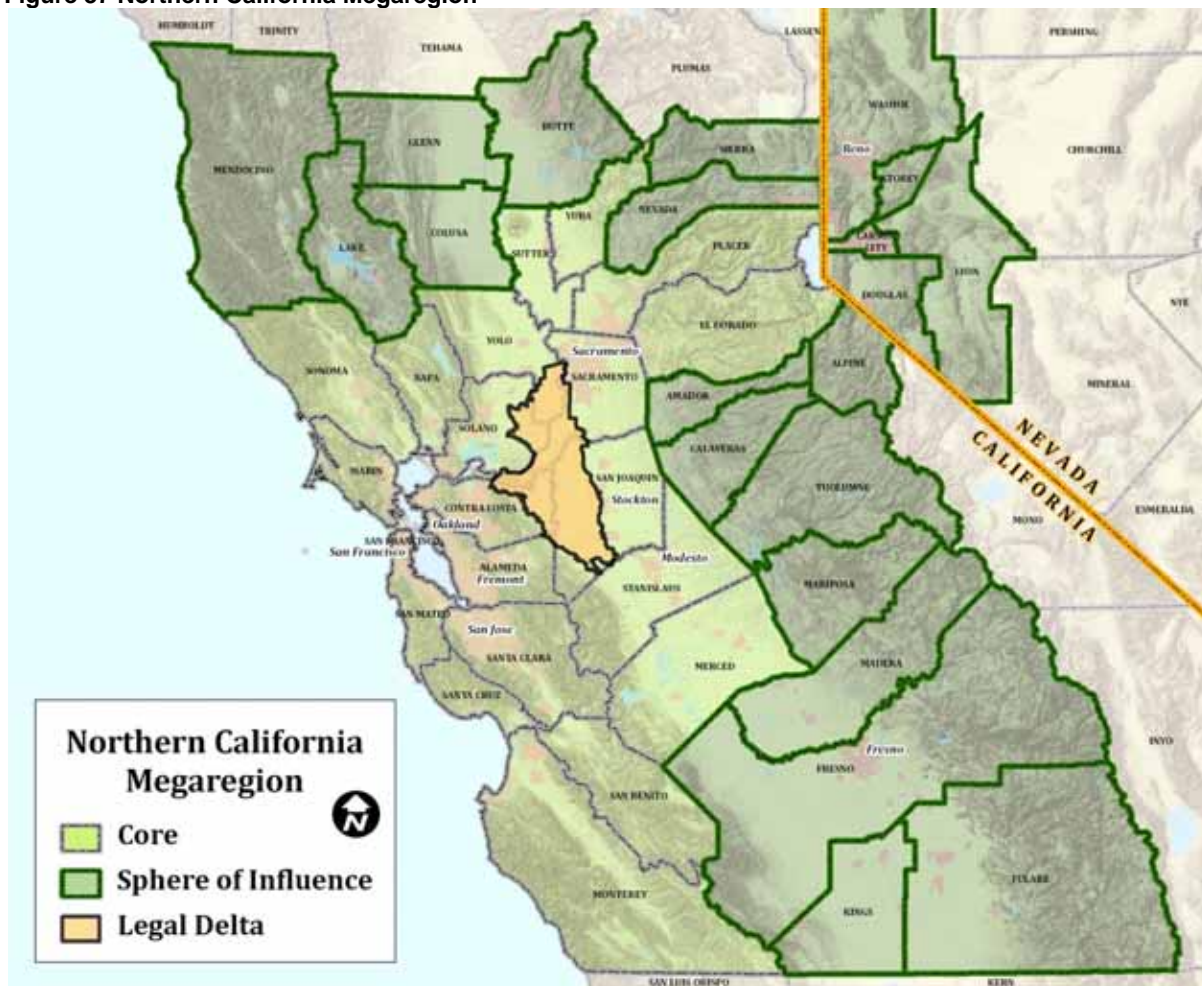 Figure 3: Northern California Megaregion
HUMBOLDT
TRINITY
TEHAMA
LASSEN
PERSHING
PLUMAS
WASHOE
BUTTE
GLENN
SIERRA
Reno
CHURCHILL
MENDOCINO
STOREY
YUBA
NEVADA
COLUSA
LAKE
SUTTER
PLACER
CARSON
CITY
LYON
DOUGLAS
NYE
EL DORADO
YOLO
Sacramento
SONOMA
NAPA
SACRAMENTO
ALPINE
MINERAL
AMADOR
SOLANO
CALAVERAS
NEVADA
CALIFORNIA
MARIN
SAN JOAQUIN
TUOLUMNE
Stockton
CONTRA COSTA
ESMERALDA
MONO
Oakland
SAN FRANCISCO
San Francisco
Modesto
ALAMEDA
Fremont
STANISLAUS
MARIPOSA
SAN MATEO
San Jose
SANTA CLARA
MERCED
MADERA
SANTA CRUZ
INYO
Fresno
FRESNO
SAN BENITO
TULARE
MONTEREY
KINGS
SAN LUIS OBISPO
KERN
Northern California
Megaregion
N
Core
Sphere of Influence
Legal Delta